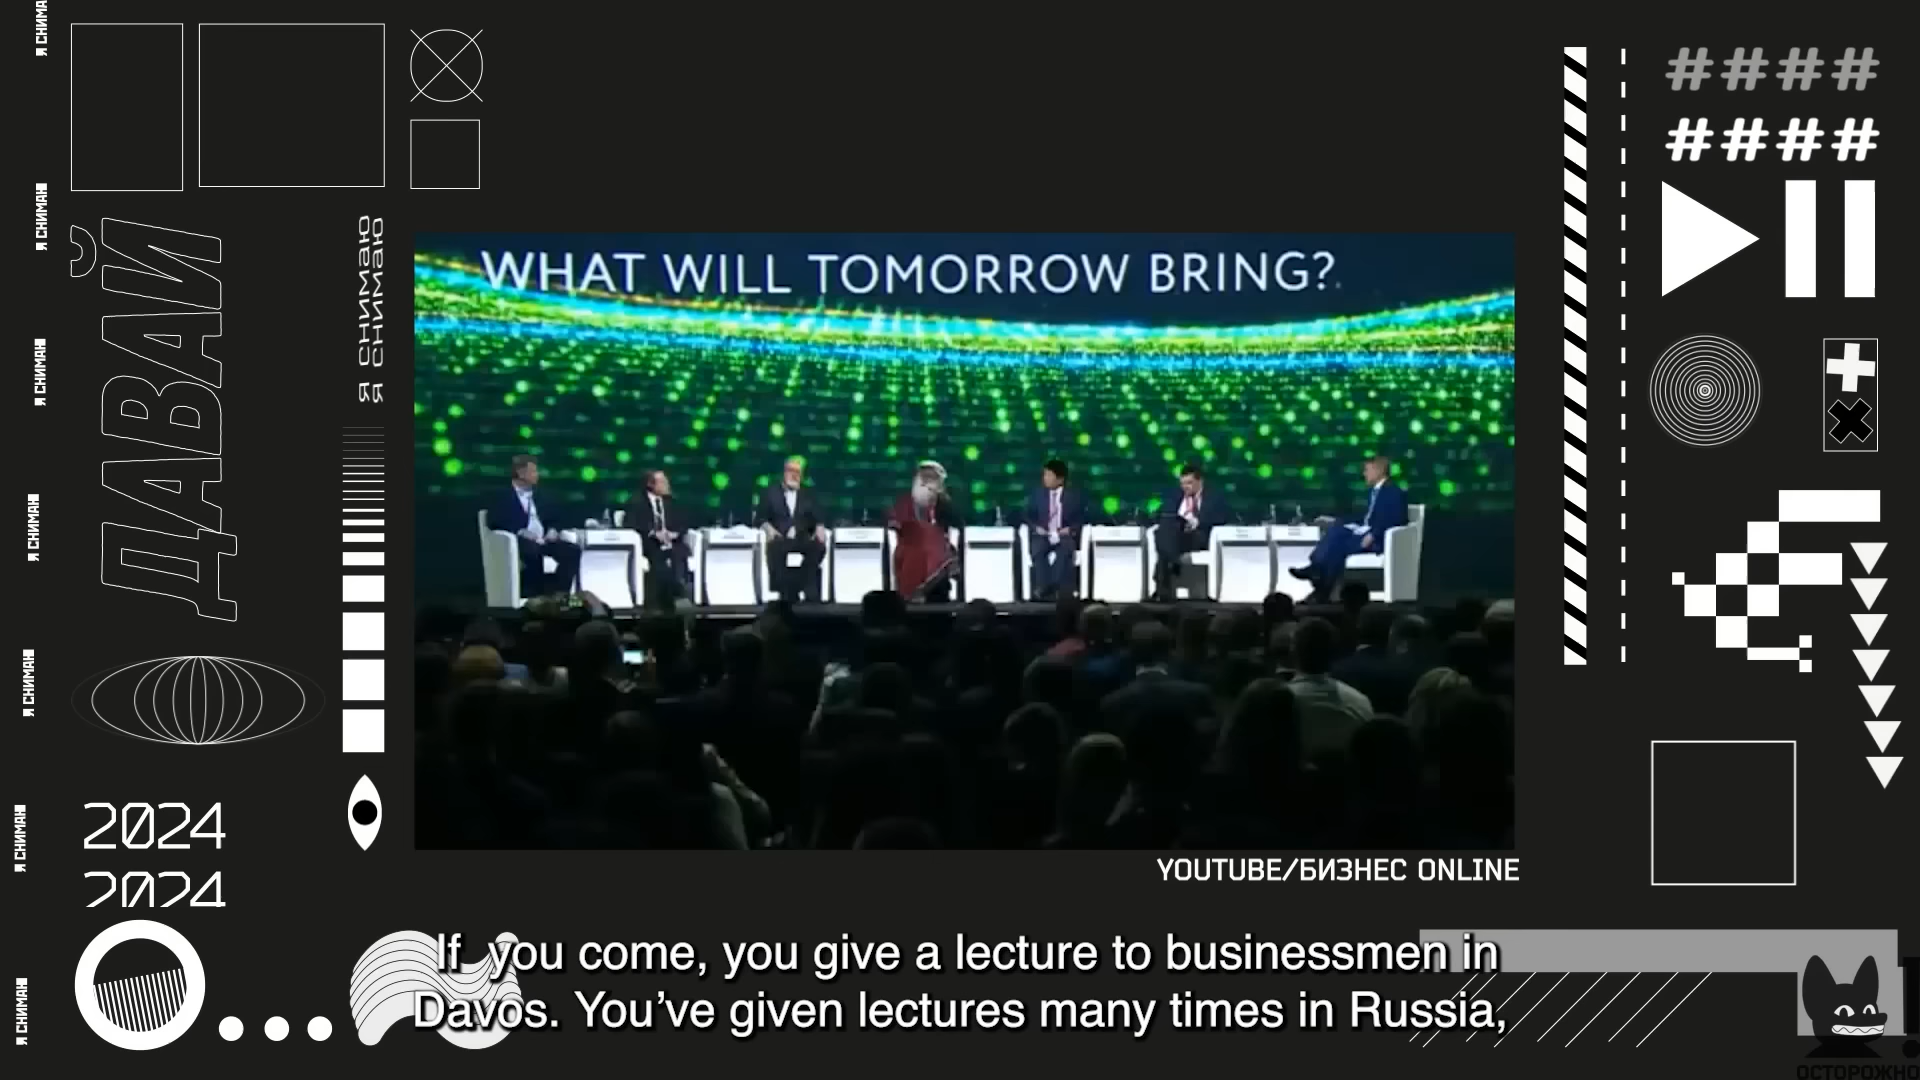 Я СНИМАЮ
Я СНИМАЮ
ДАВАЙ
WHAT WILL TOMORROW BRING?
####
####
2024
2024
YOUTUBE/БИЗНЕС ONLINE
If you come, you give a lecture to businessmen in
Davos. You’ve given lectures many times in Russia,
ОСТОРОЖНО